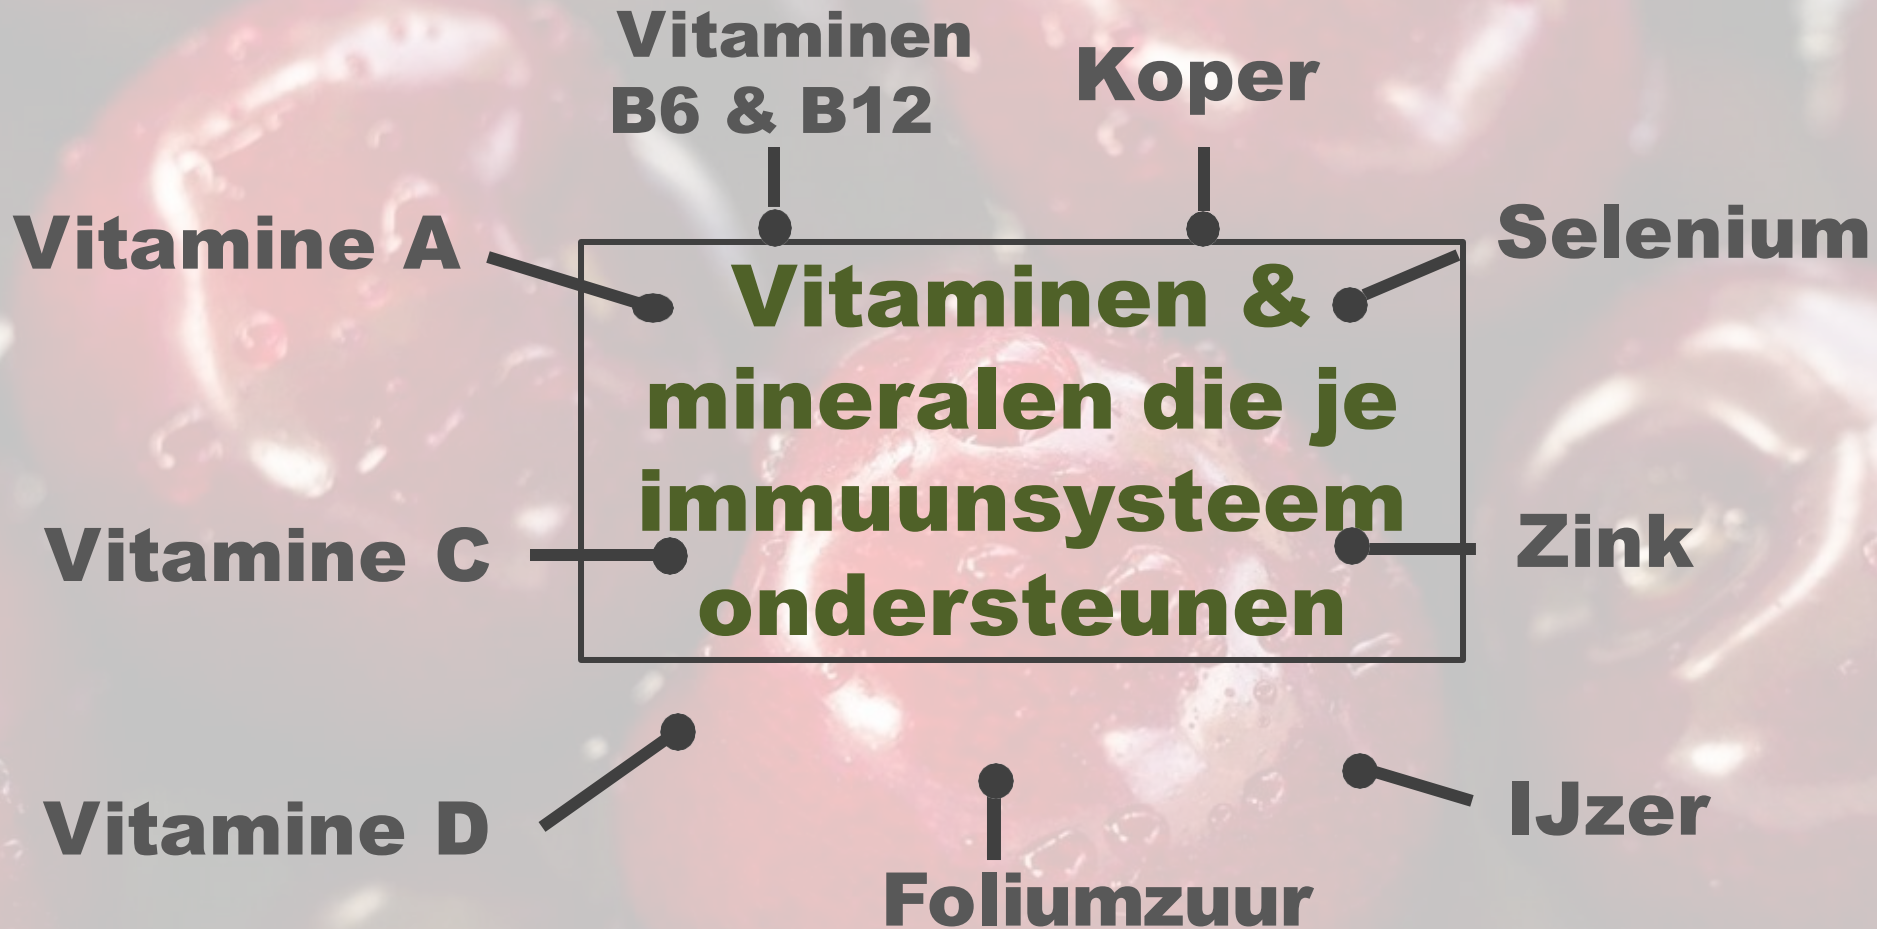 Vitaminen
B6 & B12
Koper
Vitamine A
Selenium
Vitaminen &
mineralen die je
immuunsysteem
ondersteunen
Vitamine C
Zink
Vitamine D
IJzer
Foliumzuur